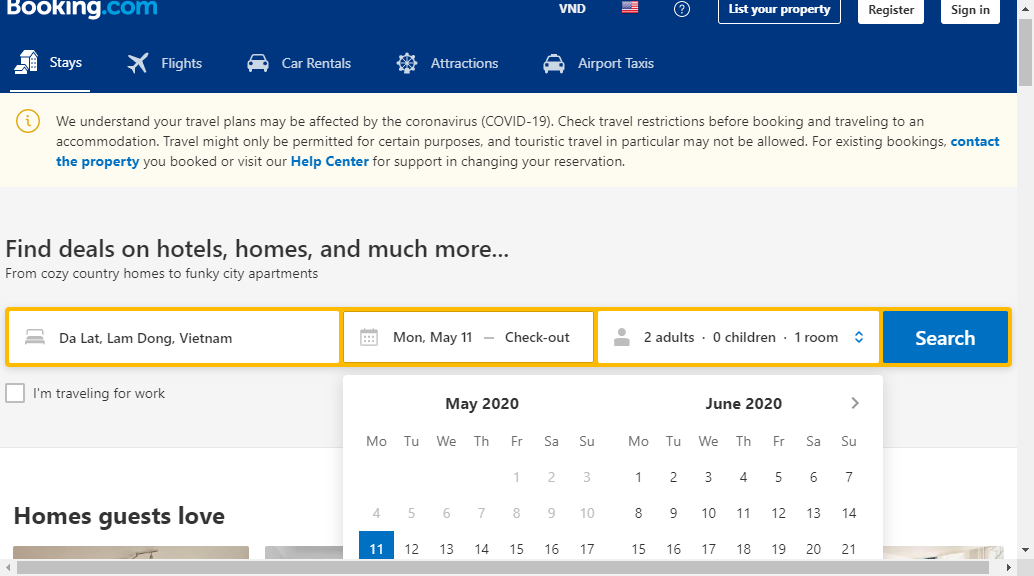 Booking.com
VND
List your property
Register
Sign in
Stays
Flights
Car Rentals
Attractions
Airport Taxis
We understand your travel plans may be affected by the coronavirus (COVID-19). Check travel restrictions before booking and traveling to an
accommodation. Travel might only be permitted for certain purposes, and touristic travel in particular may not be allowed. For existing bookings, contact
the property you booked or visit our Help Center for support in changing your reservation.
Find deals on hotels, homes, and much more...
From cozy country homes to funky city apartments
Da Lat, Lam Dong, Vietnam
Mon, May 11 — Check-out
2 adults · 0 children · 1 room
Search
I'm traveling for work
May 2020
June 2020
Mo Tu We Th Fr Sa Su Mo Tu We Th Fr Sa Su
1 2 3 1 2 3 4 5 6 7
4 5 6 7 8 9 10 8 9 10 11 12 13 14
11 12 13 14 15 16 17 15 16 17 18 19 20 21
Homes guests love